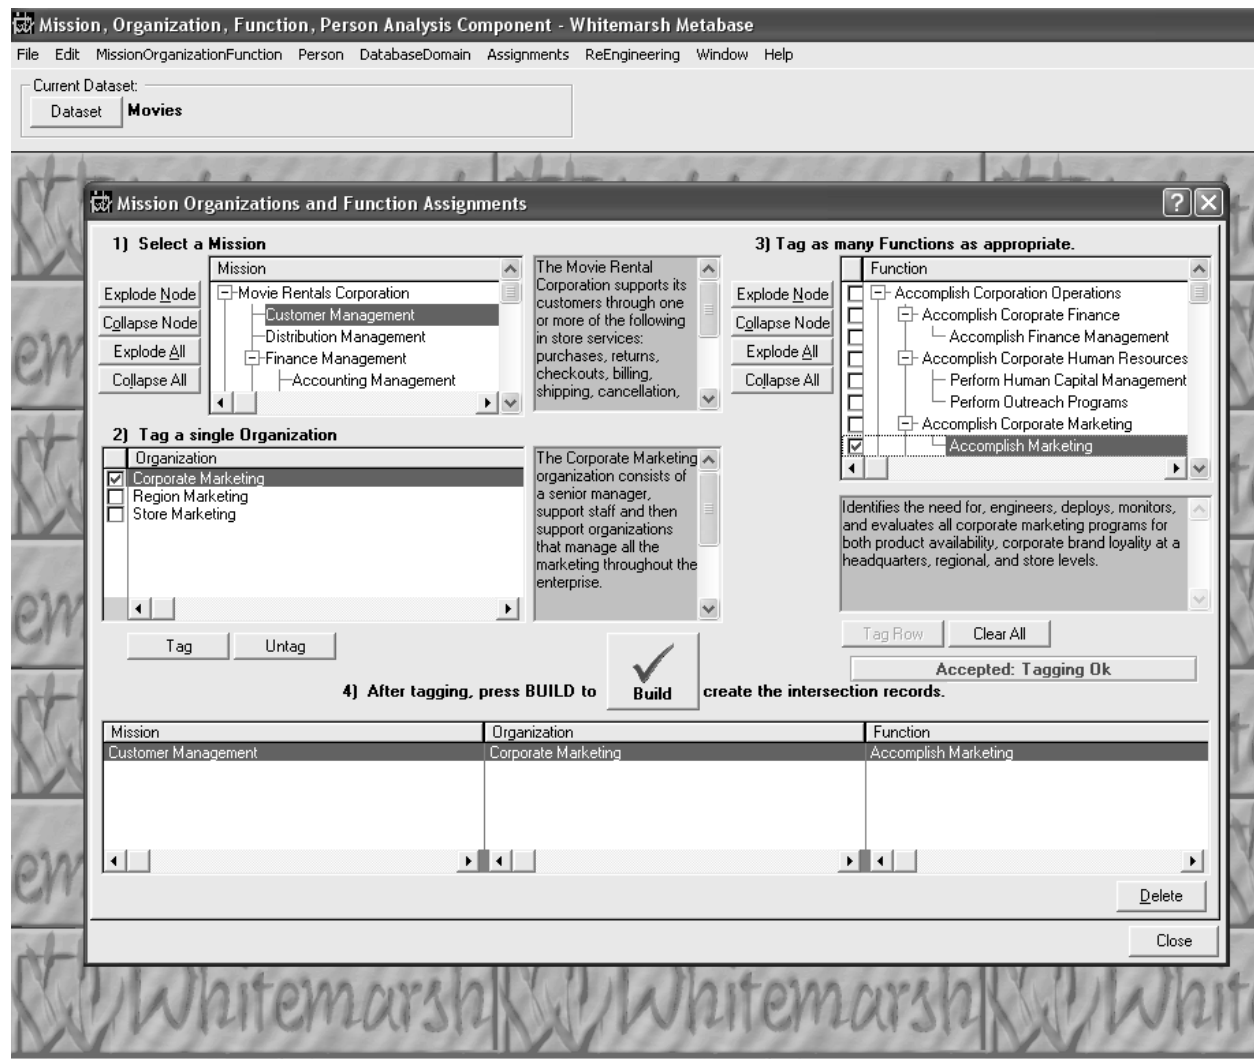 Mission, Organization, Function, Person Analysis Component - Whitemarsh Metabase
File Edit MissionOrganizationFunction Person DatabaseDomain Assignments ReEngineering Window Help
Current Dataset:
Dataset Movies
Mission Organizations and Function Assignments
1) Select a Mission
Mission
Explode Node
Collapse Node
Explode All
Collapse All
Movie Rentals Corporation
Customer Management
Distribution Management
Finance Management
Accounting Management
The Movie Rental
Corporation supports its
customers through one
or more of the following
in store services:
purchases, returns,
checkouts, billing,
shipping, cancellation,
3) Tag as many Functions as appropriate.
Function
Explode Node
Collapse Node
Explode All
Collapse All
Accomplish Corporation Operations
Accomplish Coroprate Finance
Accomplish Finance Management
Accomplish Corporate Human Resources
Perform Human Capital Management
Perform Outreach Programs
Accomplish Corporate Marketing
Accomplish Marketing
2) Tag a single Organization
Organization
Corporate Marketing
Region Marketing
Store Marketing
The Corporate Marketing
organization consists of
a senior manager,
support staff and then
support organizations
that manage all the
marketing throughout the
enterprise.
Identifies the need for, engineers, deploys, monitors,
and evaluates all corporate marketing programs for
both product availability, corporate brand loyality at a
headquarters, regional, and store levels.
Tag Untag
Tag Row Clear All
Accepted: Tagging Ok
4) After tagging, press BUILD to Build create the intersection records.
Mission Organization Function
Customer Management Corporate Marketing Accomplish Marketing
Delete
Close
Whitemarsh
Whitemarsh
Whit